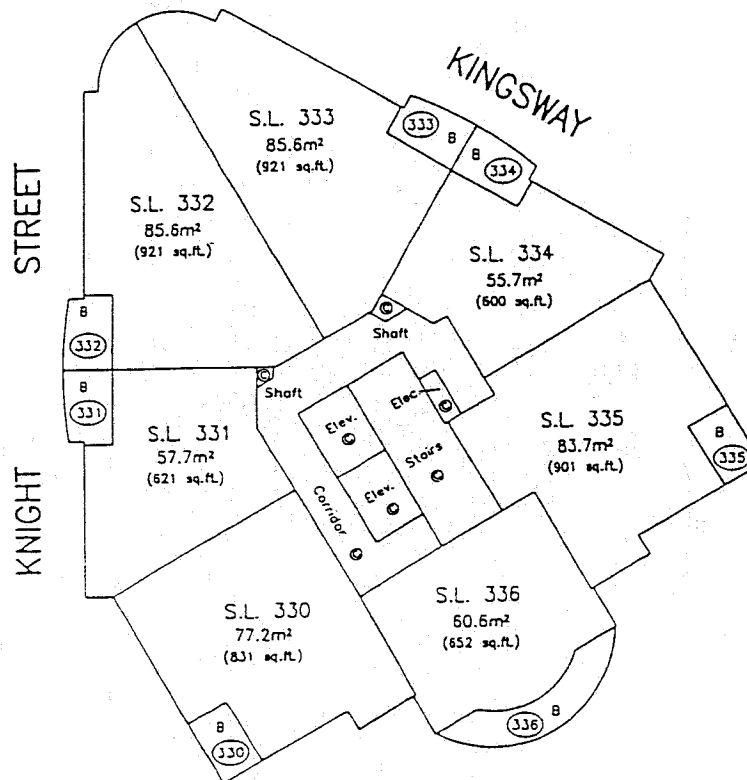 KINGSWAY
KNIGHT STREET
S.L. 333
85.6m²
(921 sq.ft.)
333
B
B
334
S.L. 332
85.6m²
(921 sq.ft.)
S.L. 334
55.7m²
(600 sq.ft.)
B
332
B
331
©
Shaft
©
Shaft
S.L. 331
57.7m²
(621 sq.ft.)
Elec.
©
Elev.
©
Stairs
©
Elev.
©
Corridor
©
S.L. 335
83.7m²
(901 sq.ft.)
B
335
S.L. 330
77.2m²
(831 sq.ft.)
B
330
S.L. 336
60.6m²
(652 sq.ft.)
336
B